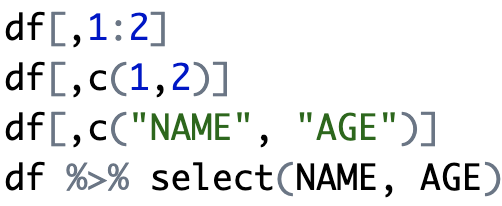 df[,1:2]
df[,c(1,2)]
df[,c("NAME", "AGE")]
df %>% select(NAME, AGE)